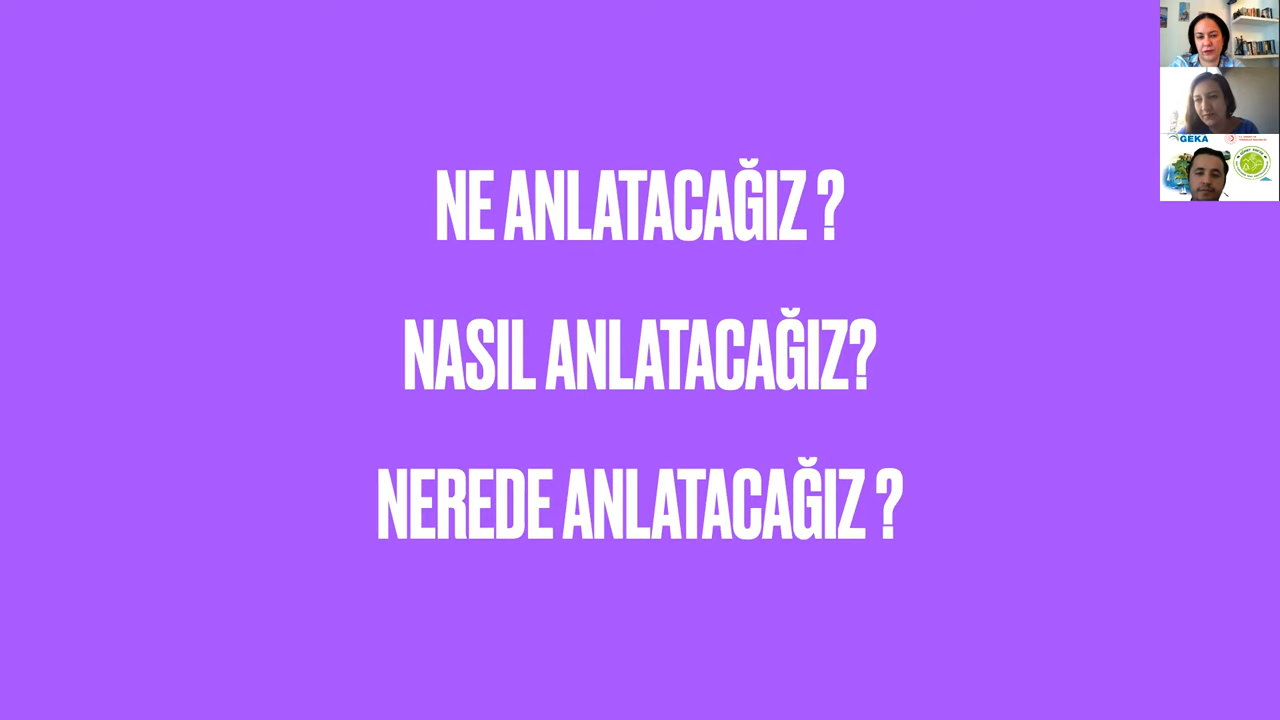 NE ANLATACAĞIZ ?
NASIL ANLATACAĞIZ?
NEREDE ANLATACAĞIZ ?
GEKA